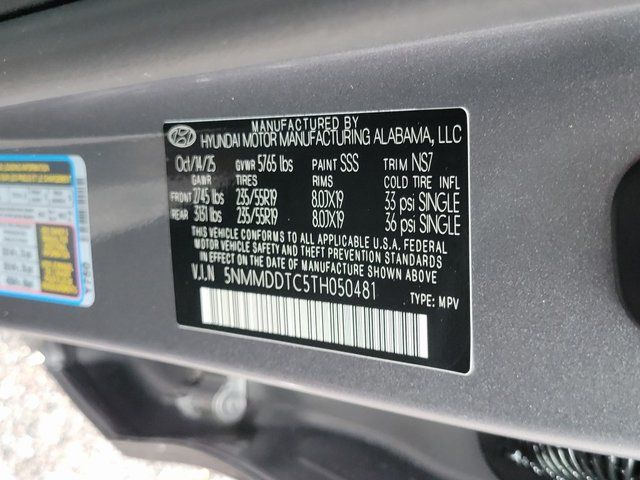 MANUFACTURED BY
HYUNDAI MOTOR MANUFACTURING ALABAMA, LLC
Oct/14/25 GVWR 5765 lbs PAINT SSS TRIM NS7
GAWR TIRES RIMS COLD TIRE INFL
FRONT 2745 lbs 235/55R19 8.0JX19 33 psi SINGLE
REAR 3131 lbs 235/55R19 8.0JX19 36 psi SINGLE
THIS VEHICLE CONFORMS TO ALL APPLICABLE U.S.A. FEDERAL
MOTOR VEHICLE SAFETY AND THEFT PREVENTION STANDARDS
IN EFFECT ON THE DATE OF MANUFACTURE SHOWN ABOVE.
V.I.N 5NMMDDTC5TH050481
TYPE: MPV